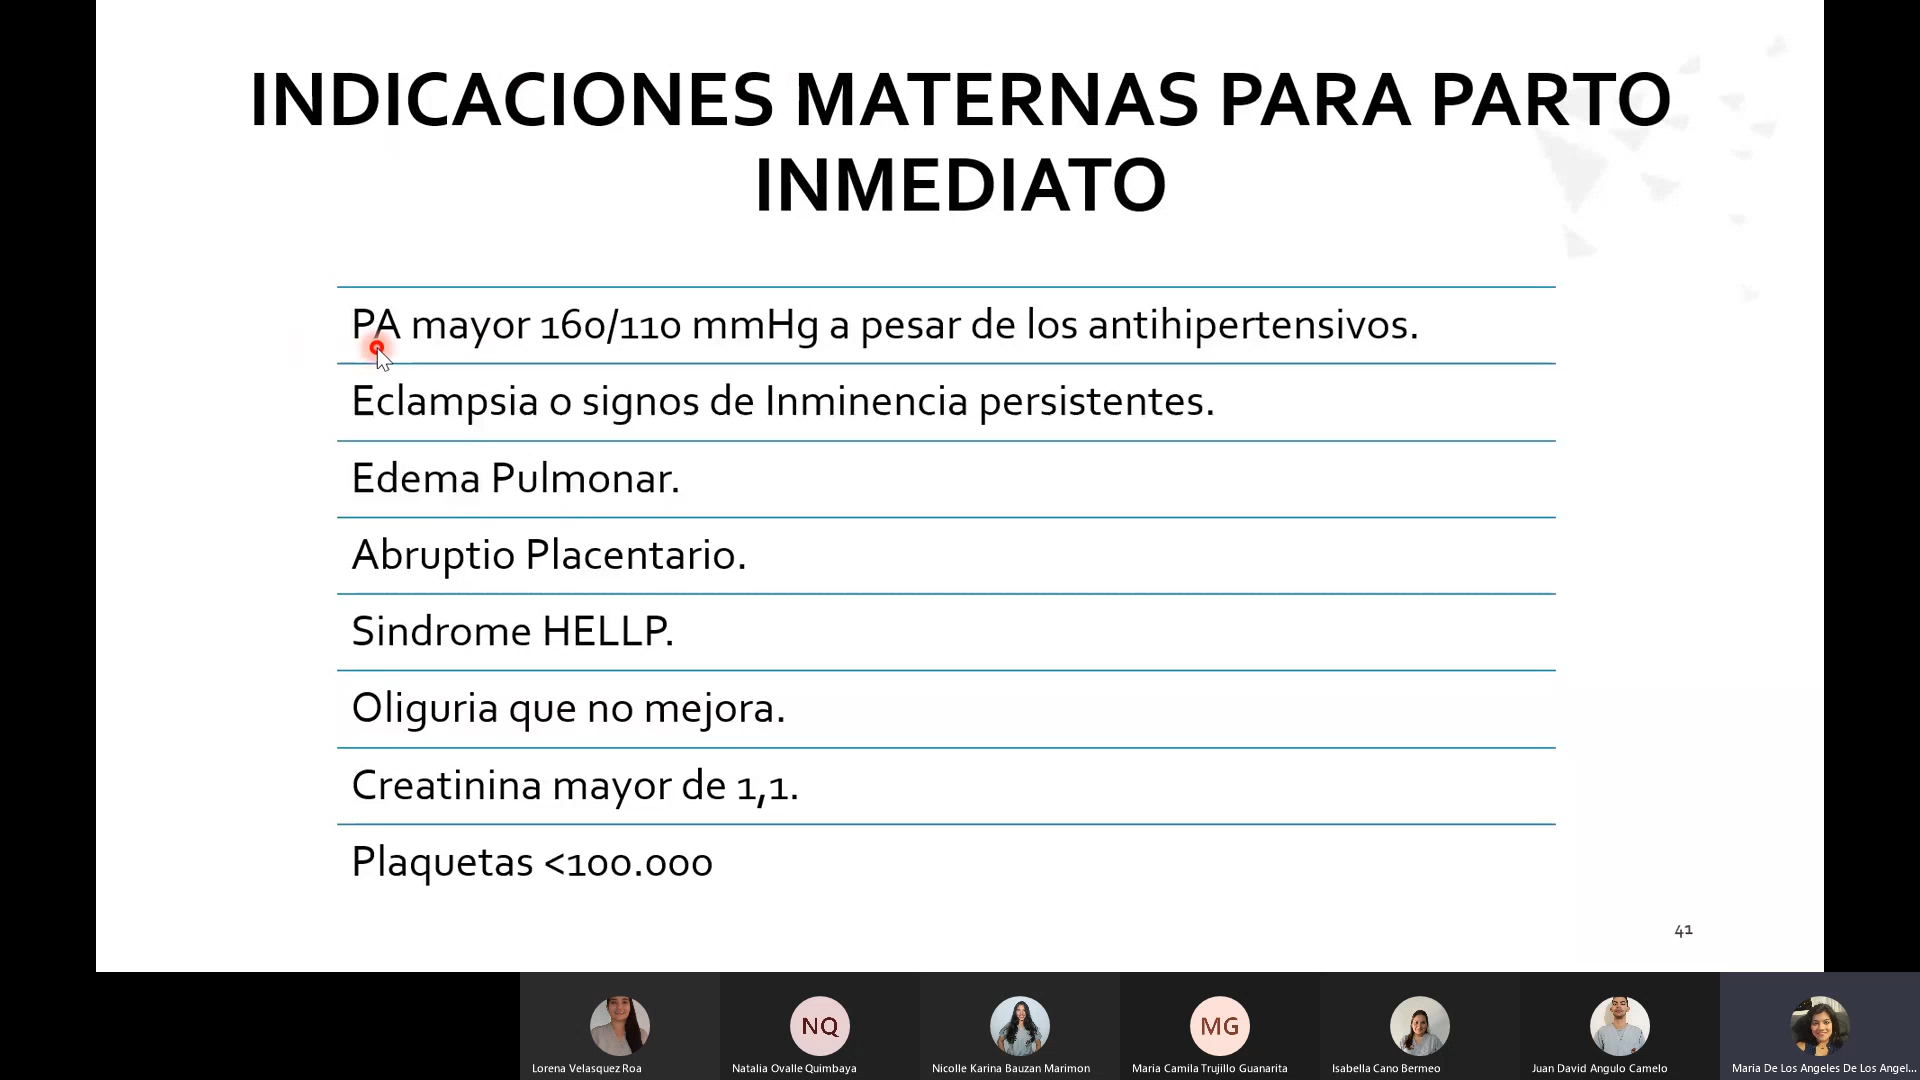 INDICACIONES MATERNAS PARA PARTO
INMEDIATO
PA mayor 160/110 mmHg a pesar de los antihipertensivos.
Eclampsia o signos de Inminencia persistentes.
Edema Pulmonar.
Abruptio Placentario.
Sindrome HELLP.
Oliguria que no mejora.
Creatinina mayor de 1,1.
Plaquetas <100.000
41
NQ
MG
Lorena Velasquez Roa
Natalia Ovalle Quimbaya
Nicolle Karina Bauzan Marimon
Maria Camila Trujillo Guanarita
Isabella Cano Bermeo
Juan David Angulo Camelo
Maria De Los Angeles De Los Angel...